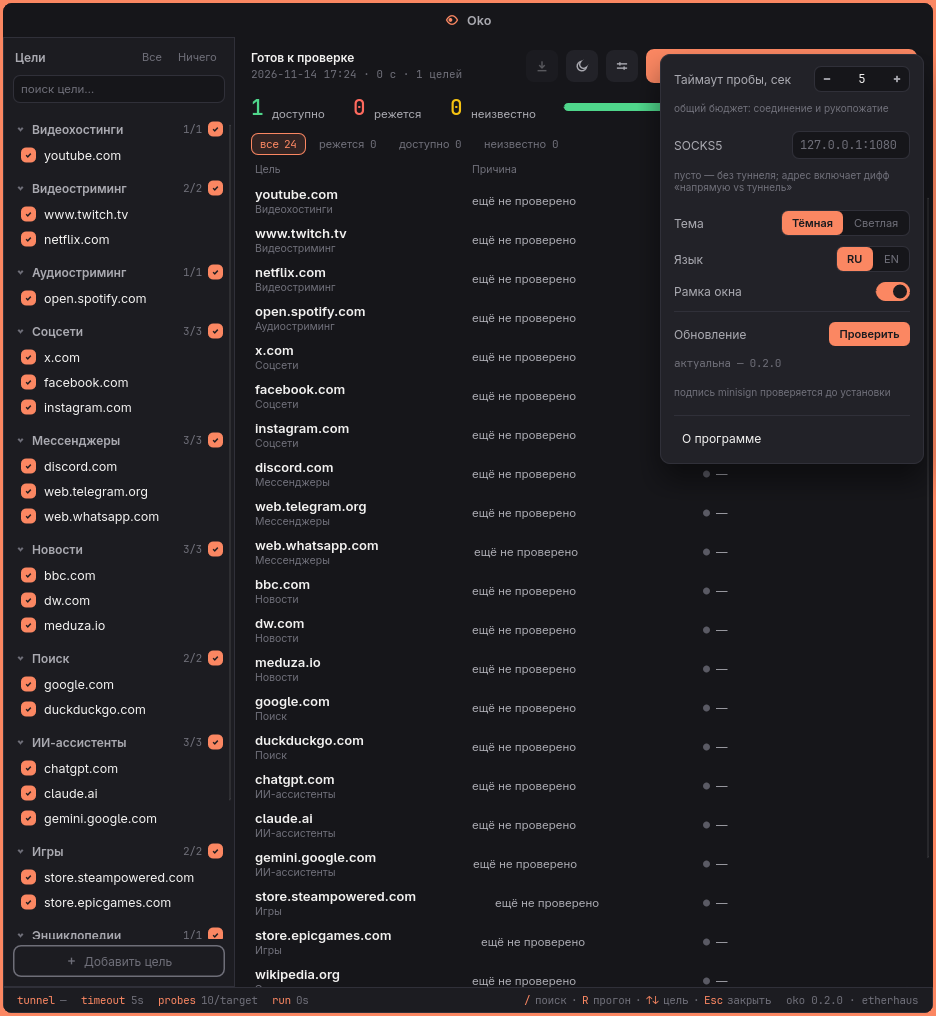 Oko
Цели
Все
Ничего
поиск цели...
Видеохостинги 1/1
youtube.com
Видеостриминг 2/2
www.twitch.tv
netflix.com
Аудиостриминг 1/1
open.spotify.com
Соцсети 3/3
x.com
facebook.com
instagram.com
Мессенджеры 3/3
discord.com
web.telegram.org
web.whatsapp.com
Новости 3/3
bbc.com
dw.com
meduza.io
Поиск 2/2
google.com
duckduckgo.com
ИИ-ассистенты 3/3
chatgpt.com
claude.ai
gemini.google.com
Игры 2/2
store.steampowered.com
store.epicgames.com
Энциклопедии 1/1
+ Добавить цель
Готов к проверке
2026-11-14 17:24 · 0 с · 1 целей
1 доступно 0 режется 0 неизвестно
все 24 режется 0 доступно 0 неизвестно 0
Цель Причина
youtube.com
Видеохостинги
ещё не проверено
www.twitch.tv
Видеостриминг
ещё не проверено
netflix.com
Видеостриминг
ещё не проверено
open.spotify.com
Аудиостриминг
ещё не проверено
x.com
Соцсети
ещё не проверено
facebook.com
Соцсети
ещё не проверено
instagram.com
Соцсети
ещё не проверено
discord.com
Мессенджеры
ещё не проверено —
web.telegram.org
Мессенджеры
ещё не проверено —
web.whatsapp.com
Мессенджеры
ещё не проверено —
bbc.com
Новости
ещё не проверено —
dw.com
Новости
ещё не проверено —
meduza.io
Новости
ещё не проверено —
google.com
Поиск
ещё не проверено —
duckduckgo.com
Поиск
ещё не проверено —
chatgpt.com
ИИ-ассистенты
ещё не проверено —
claude.ai
ИИ-ассистенты
ещё не проверено —
gemini.google.com
ИИ-ассистенты
ещё не проверено —
store.steampowered.com
Игры
ещё не проверено —
store.epicgames.com
Игры
ещё не проверено —
wikipedia.org
ещё не проверено —
Таймаут пробы, сек − 5 +
общий бюджет: соединение и рукопожатие
SOCKS5 127.0.0.1:1080
пусто — без туннеля; адрес включает дифф
«напрямую vs туннель»
Тема Тёмная Светлая
Язык RU EN
Рамка окна
Обновление Проверить
актуальна — 0.2.0
подпись minisign проверяется до установки
О программе
tunnel — timeout 5s probes 10/target run 0s
/ поиск · R прогон · ↑↓ цель · Esc закрыть oko 0.2.0 · etherhaus